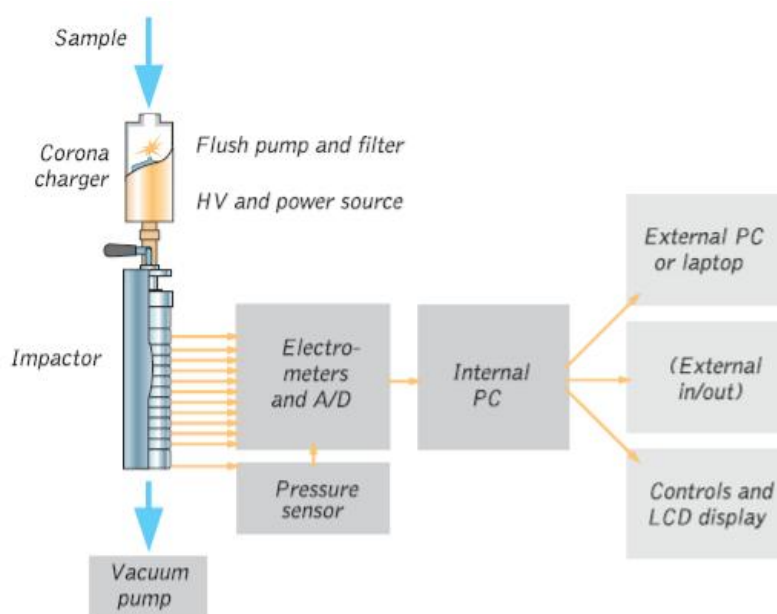 Sample
Corona
charger
Flush pump and filter
HV and power source
Impactor
Electro-
meters
and A/D
Pressure
sensor
Internal
PC
External PC
or laptop
(External
in/out)
Controls and
LCD display
Vacuum
pump